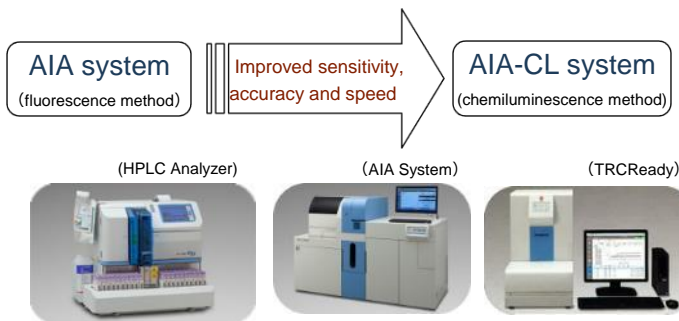 AIA system
(fluorescence method)
Improved sensitivity,
accuracy and speed
AIA-CL system
(chemiluminescence method)
(HPLC Analyzer)
(AIA System)
(TRCReady)